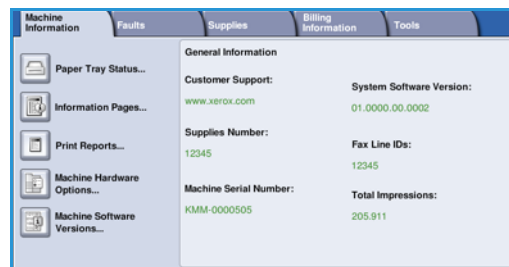 Machine
Information
Faults
Supplies
Billing
Information
Tools
Paper Tray Status...
Information Pages...
Print Reports...
Machine Hardware
Options...
Machine Software
Versions...
General Information
Customer Support:
www.xerox.com
Supplies Number:
12345
Machine Serial Number:
KMM-0000505
System Software Version:
01.0000.00.0002
Fax Line IDs:
12345
Total Impressions:
205.911